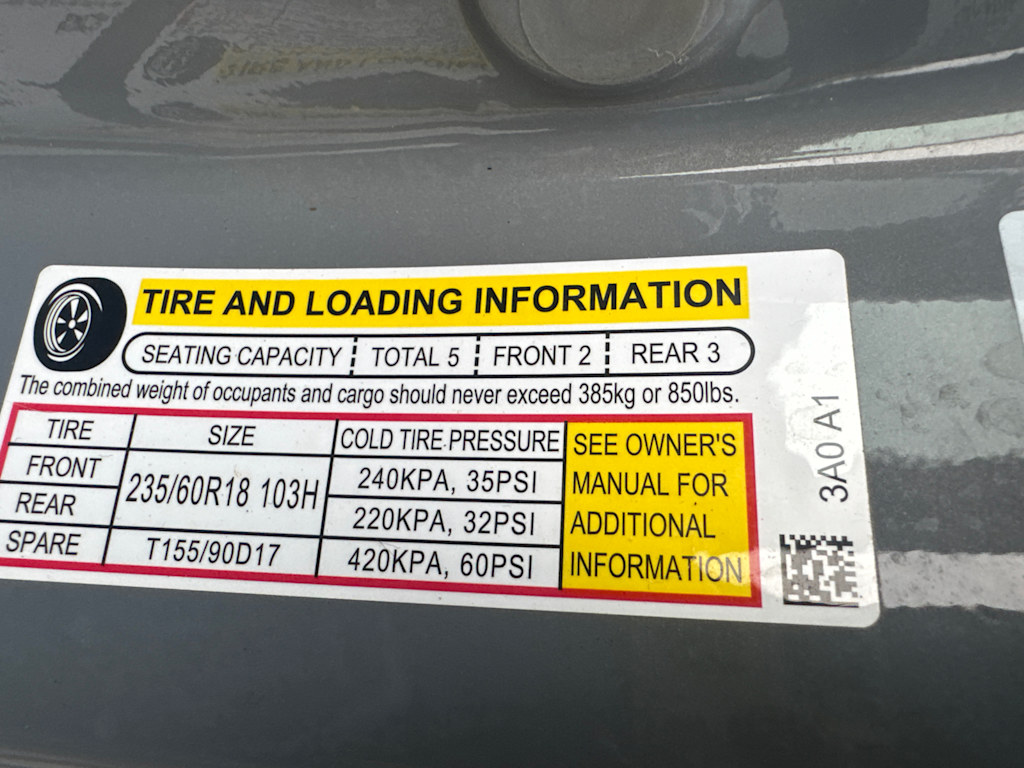 TIRE AND LOADING INFORMATION
SEATING CAPACITY TOTAL 5 FRONT 2 REAR 3
The combined weight of occupants and cargo should never exceed 385kg or 850lbs.
TIRE SIZE COLD TIRE PRESSURE
FRONT 235/60R18 103H 240KPA, 35PSI
REAR 220KPA, 32PSI
SPARE T155/90D17 420KPA, 60PSI
SEE OWNER'S
MANUAL FOR
ADDITIONAL
INFORMATION
3A0 A1